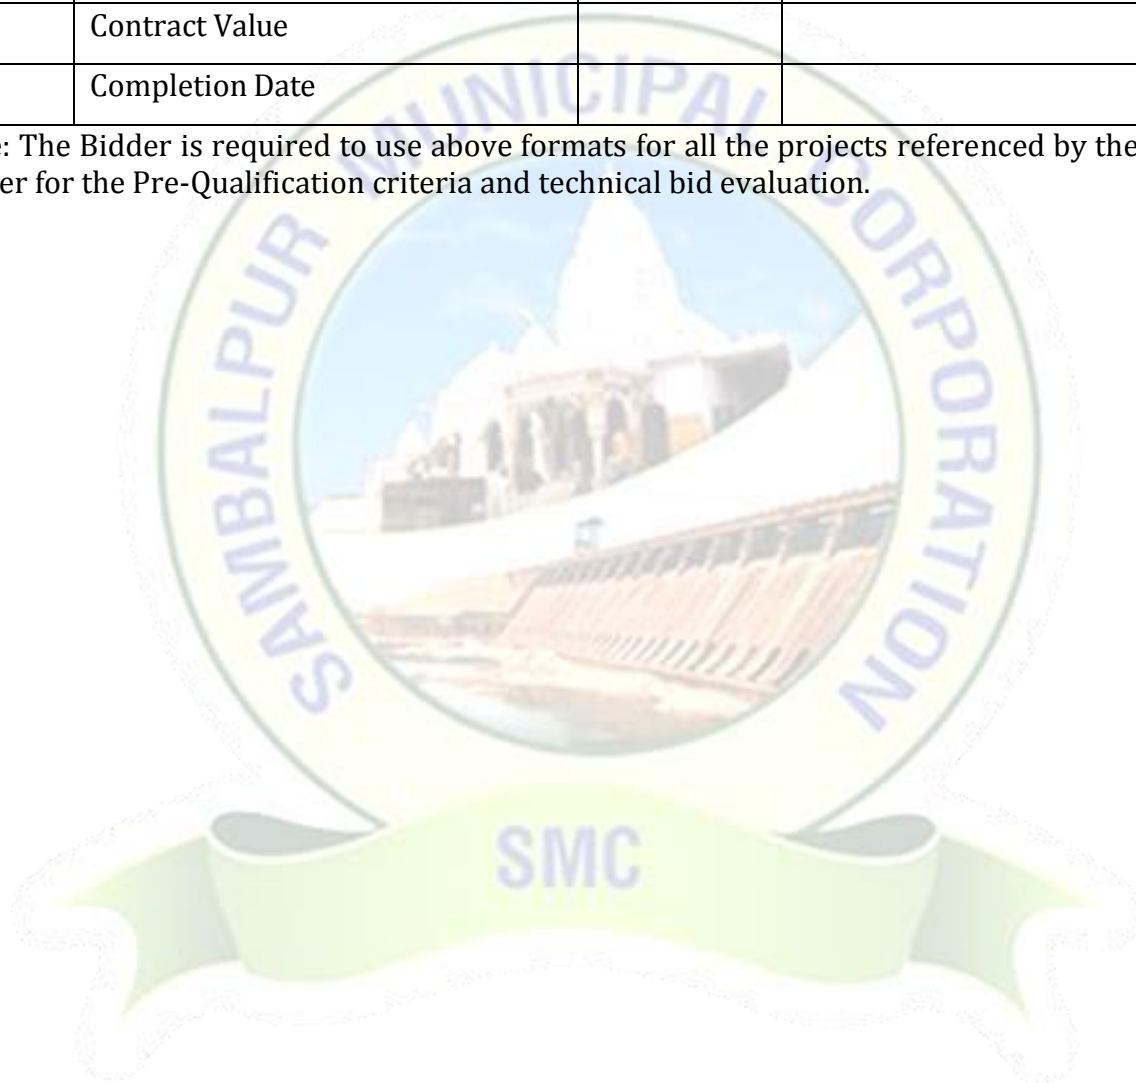 Contract Value
Completion Date
: The Bidder is required to use above formats for all the projects referenced by the
er for the Pre-Qualification criteria and technical bid evaluation.
SAMBALPUR MUNICIPAL CORPORATION
SMC